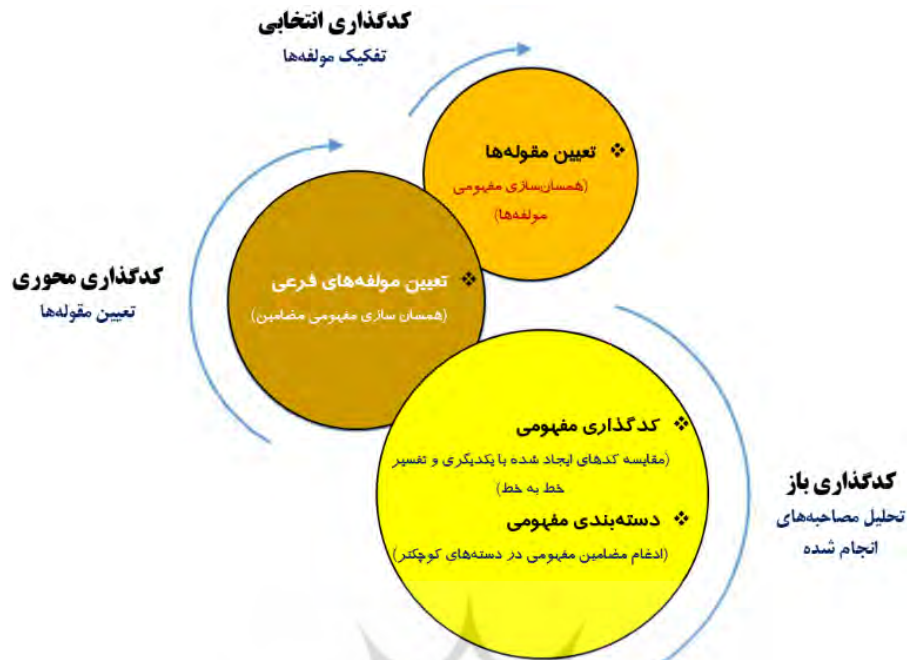 کدگذاری انتخابی
تفکیک مولفه‌ها
❖ تعیین مقوله‌ها
(همسان‌سازی مفهومی
مولفه‌ها)
کدگذاری محوری
تعیین مقوله‌ها
❖ تعیین مولفه‌های فرعی
(همسان سازی مفهومی مضامین)
❖ کدگذاری مفهومی
(مقایسه کدهای ایجاد شده با یکدیگری و تفسیر
خط به خط)
❖ دسته‌بندی مفهومی
(ادغام مضامین مفهومی در دسته‌های کوچکتر)
کدگذاری باز
تحلیل مصاحبه‌های
انجام شده